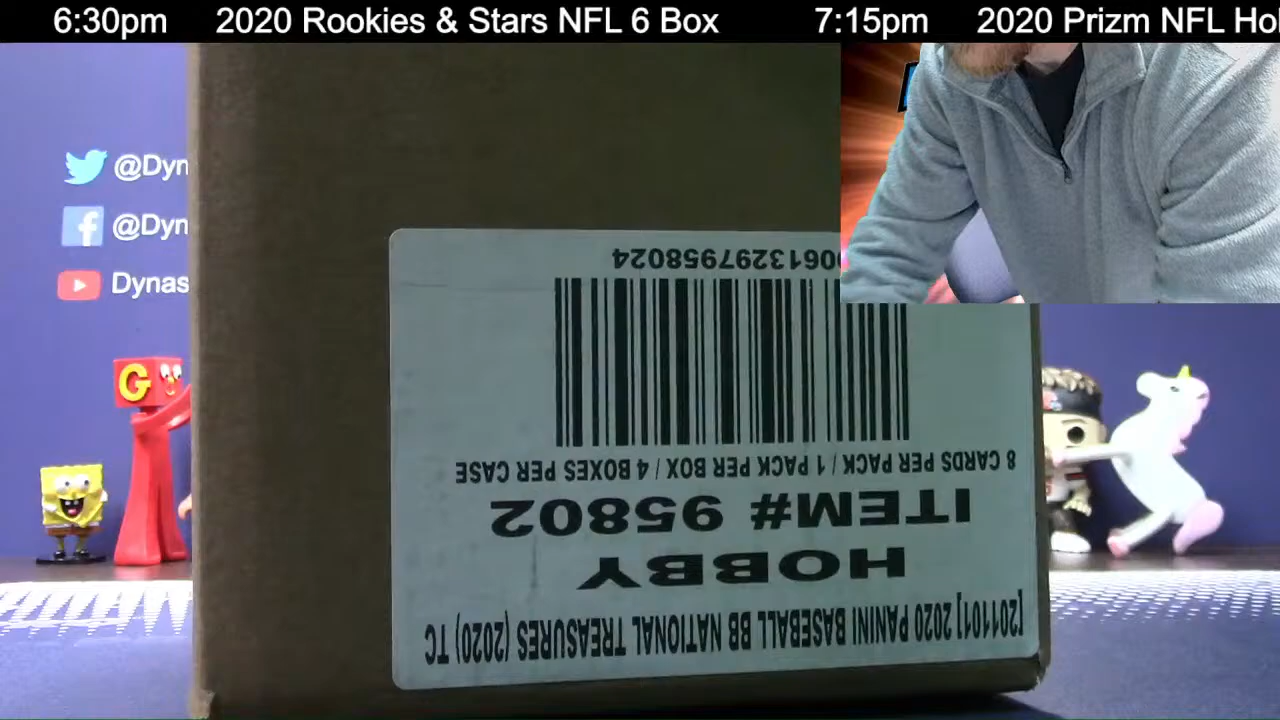 6:30pm 2020 Rookies & Stars NFL 6 Box 7:15pm 2020 Prizm NFL
@Dyn
@Dyn
Dynas
G
[201101] 2020 PANINI BASEBALL BB NATIONAL TREASURES (2020) TC
HOBBY
ITEM# 95802
8 CARDS PER PACK / 1 PACK PER BOX / 4 BOXES PER CASE
0613297958024